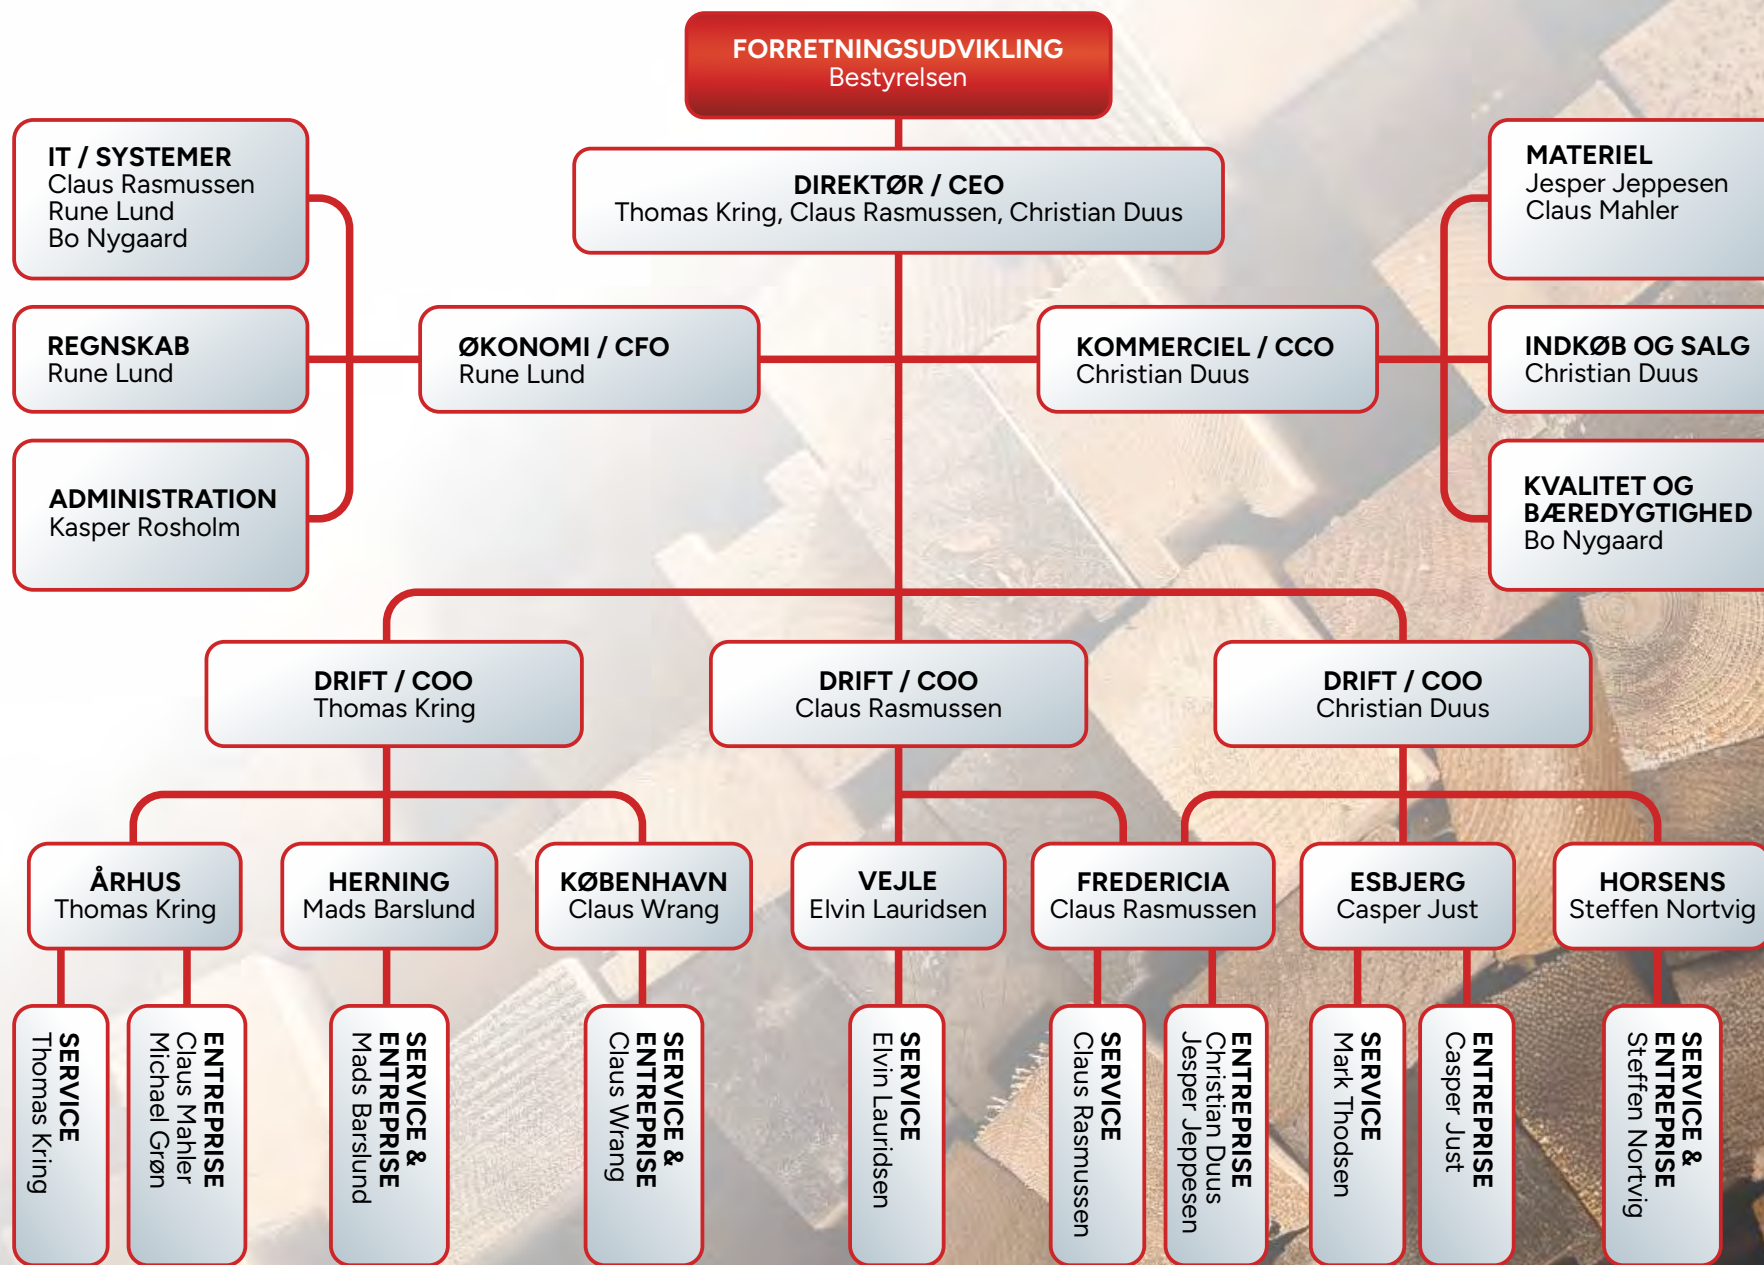 FORRETNINGSUDVIKLING
Bestyrelsen
DIREKTØR / CEO
Thomas Kring, Claus Rasmussen, Christian Duus
IT / SYSTEMER
Claus Rasmussen
Rune Lund
Bo Nygaard
MATERIEL
Jesper Jeppesen
Claus Mahler
REGNSKAB
Rune Lund
ØKONOMI / CFO
Rune Lund
KOMMERCIEL / CCO
Christian Duus
INDKØB OG SALG
Christian Duus
ADMINISTRATION
Kasper Rosholm
KVALITET OG
BÆREDYGTIGHED
Bo Nygaard
DRIFT / COO
Thomas Kring
DRIFT / COO
Claus Rasmussen
DRIFT / COO
Christian Duus
ÅRHUS
Thomas Kring
HERNING
Mads Barslund
KØBENHAVN
Claus Wrang
VEJLE
Elvin Lauridsen
FREDERICIA
Claus Rasmussen
ESBJERG
Casper Just
HORSENS
Steffen Nortvig
SERVICE
Thomas Kring
ENTREPRISE
Claus Mahler
Michael Grøn
SERVICE &
ENTREPRISE
Mads Barslund
SERVICE &
ENTREPRISE
Claus Wrang
SERVICE
Elvin Lauridsen
SERVICE
Claus Rasmussen
ENTREPRISE
Christian Duus
Jesper Jeppesen
SERVICE
Mark Thodsen
ENTREPRISE
Casper Just
SERVICE &
ENTREPRISE
Steffen Nortvig